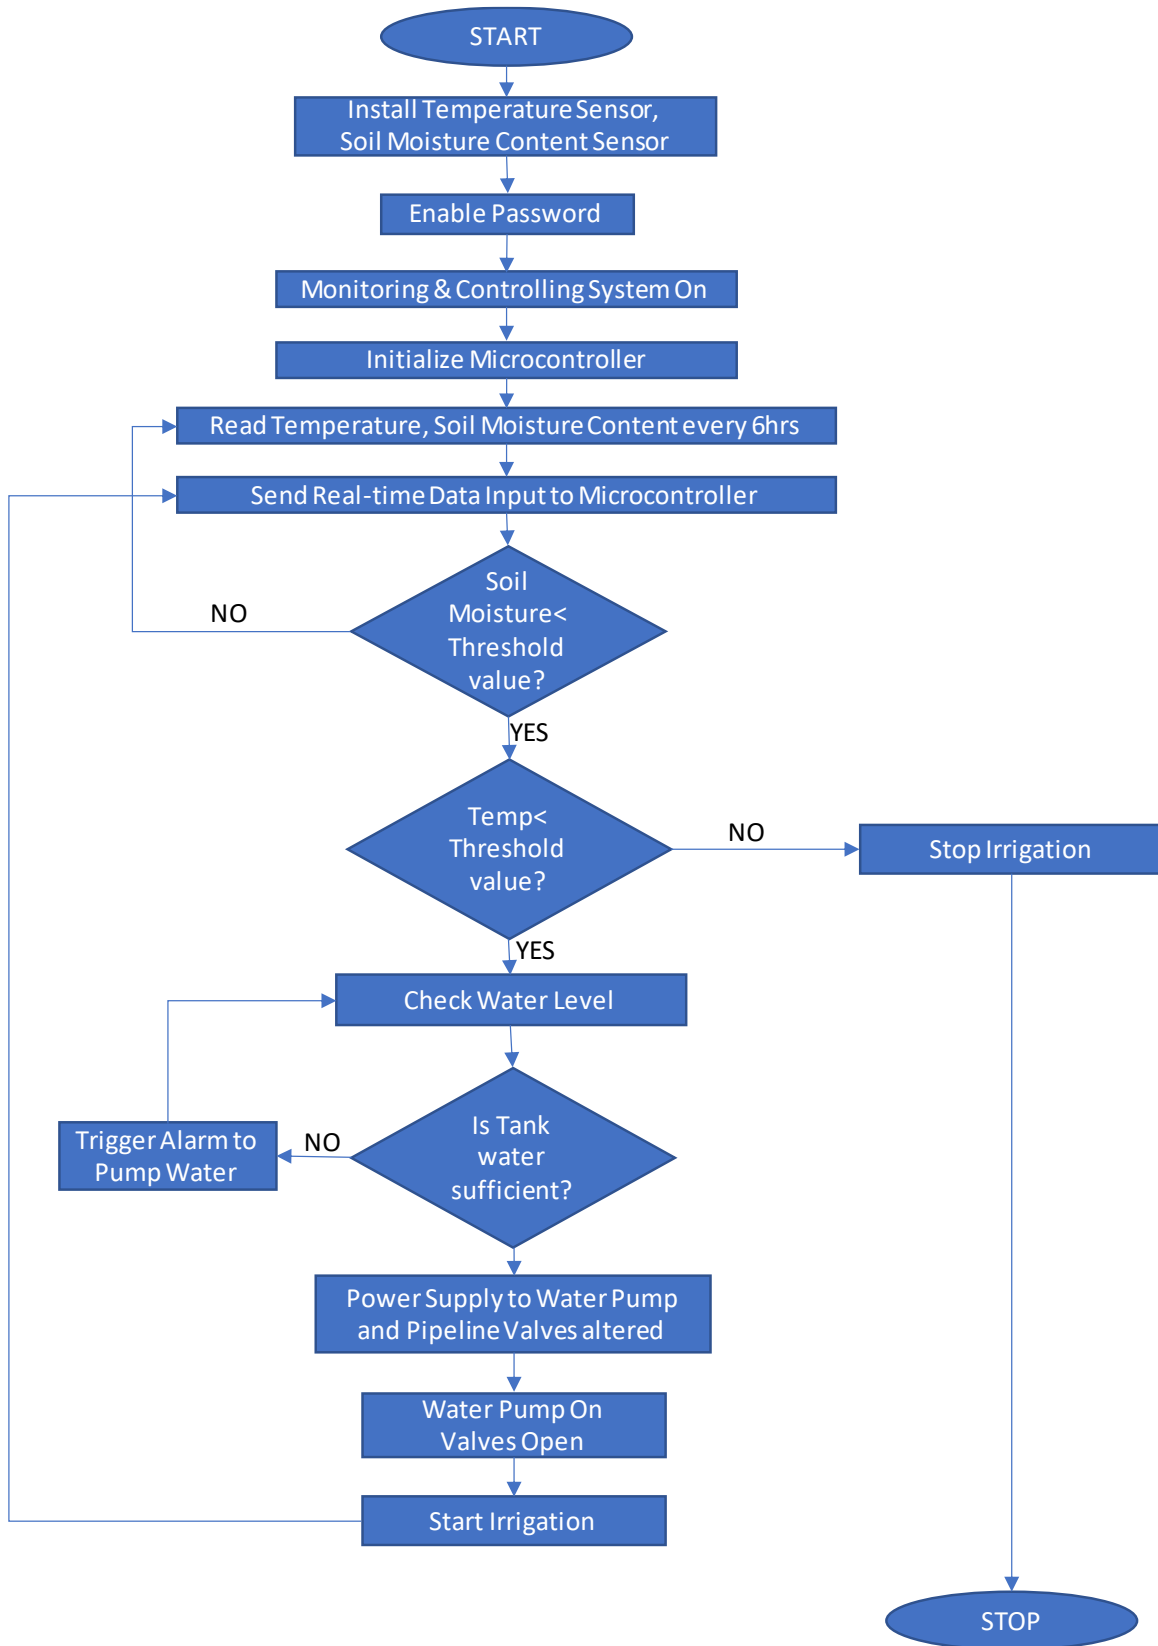 START
Install Temperature Sensor,
Soil Moisture Content Sensor
Enable Password
Monitoring & Controlling System On
Initialize Microcontroller
Read Temperature, Soil Moisture Content every 6hrs
Send Real-time Data Input to Microcontroller
Soil
Moisture<
Threshold
value?
NO
YES
Temp<
Threshold
value?
NO
Stop Irrigation
YES
Check Water Level
Is Tank
water
sufficient?
NO
Trigger Alarm to
Pump Water
Power Supply to Water Pump
and Pipeline Valves altered
Water Pump On
Valves Open
Start Irrigation
STOP